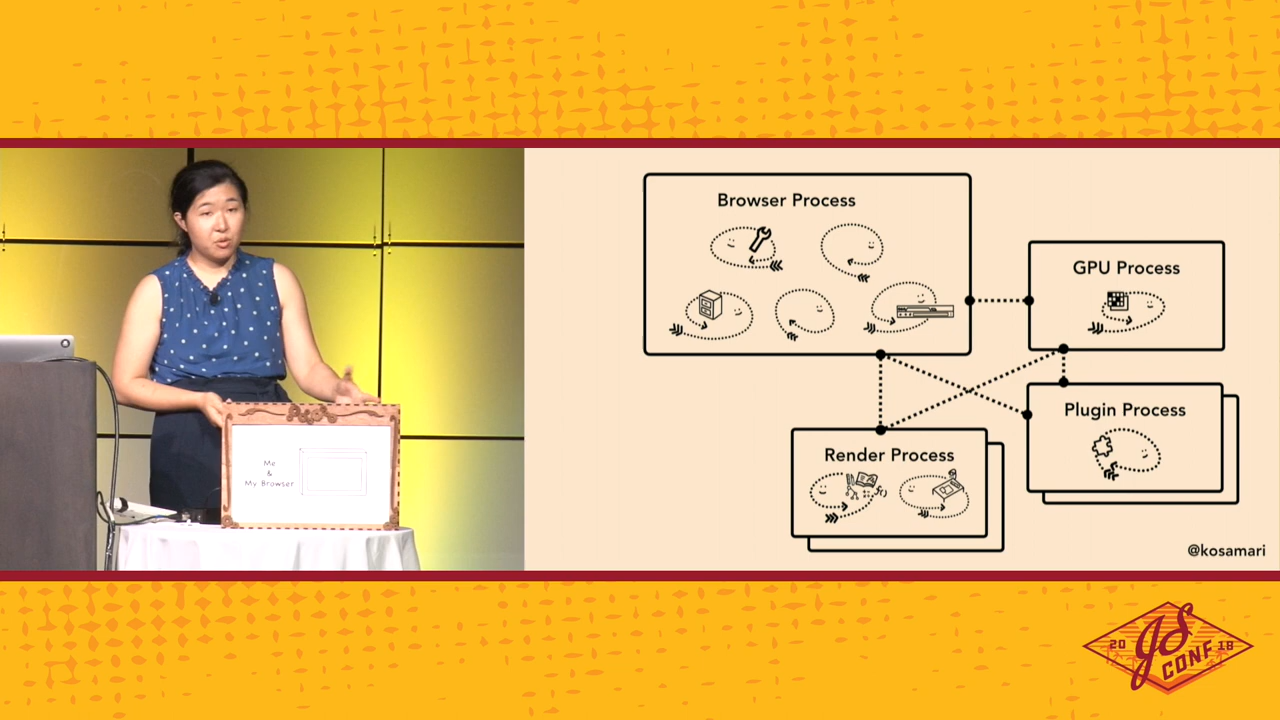 Browser Process
GPU Process
Plugin Process
Render Process
@kosamari
Me
&
My Browser
20 JS 18
CONF